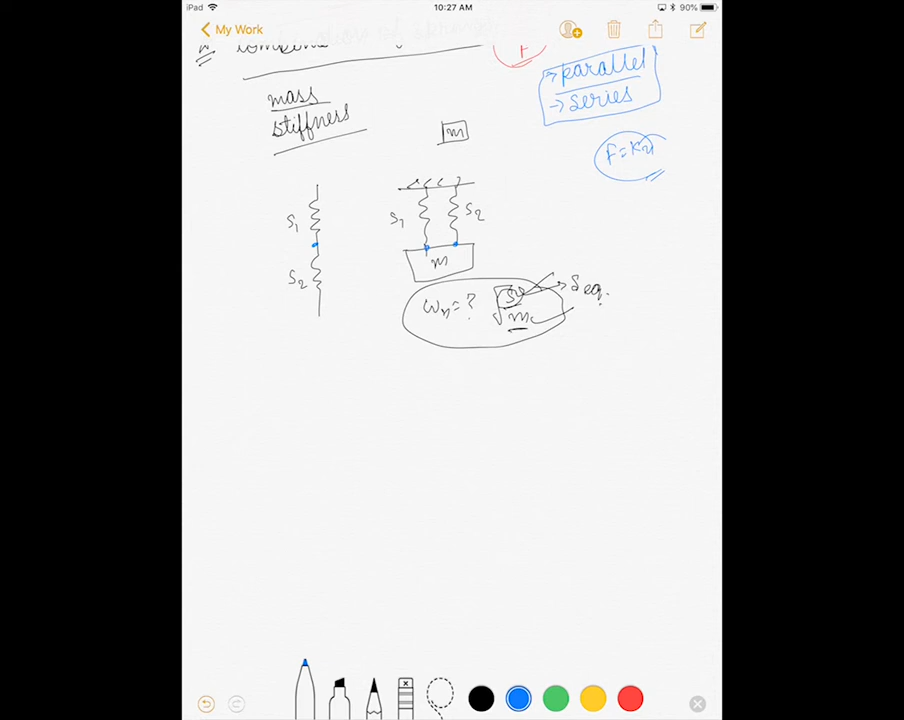 iPad 10:27 AM 90%
My Work
parallel
→ series
mass
stiffness
m
F=Kx
S1
S2
S1 S2
m
ωn=? √S/m → Seq.